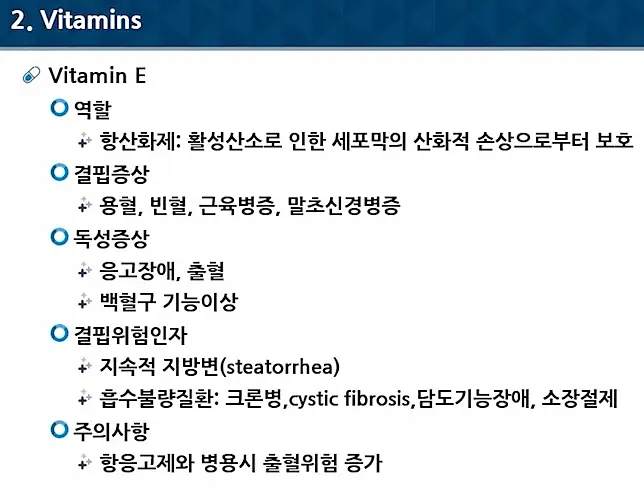 2. Vitamins
Vitamin E
역할
항산화제: 활성산소로 인한 세포막의 산화적 손상으로부터 보호
결핍증상
용혈, 빈혈, 근육병증, 말초신경병증
독성증상
응고장애, 출혈
백혈구 기능이상
결핍위험인자
지속적 지방변(steatorrhea)
흡수불량질환: 크론병,cystic fibrosis,담도기능장애, 소장절제
주의사항
항응고제와 병용시 출혈위험 증가